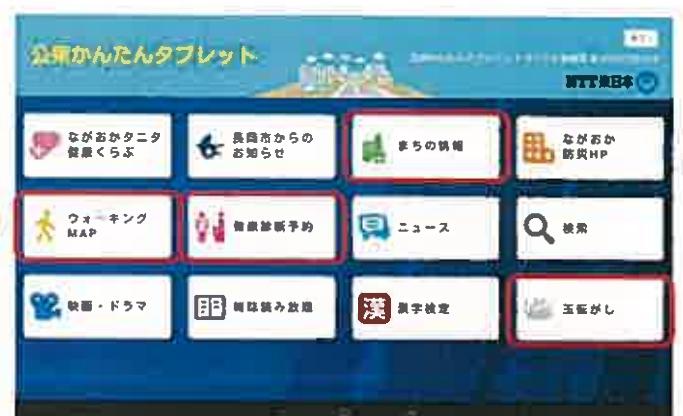 公衆かんたんタブレット
NTT東日本
ながおかタニタ
健康くらぶ
長岡市からの
お知らせ
まちの情報
ながおか
防災HP
ウォーキング
MAP
健康診断予約
ニュース
検索
映画・ドラマ
雑誌読み放題
漢
漢字検定
玉転がし